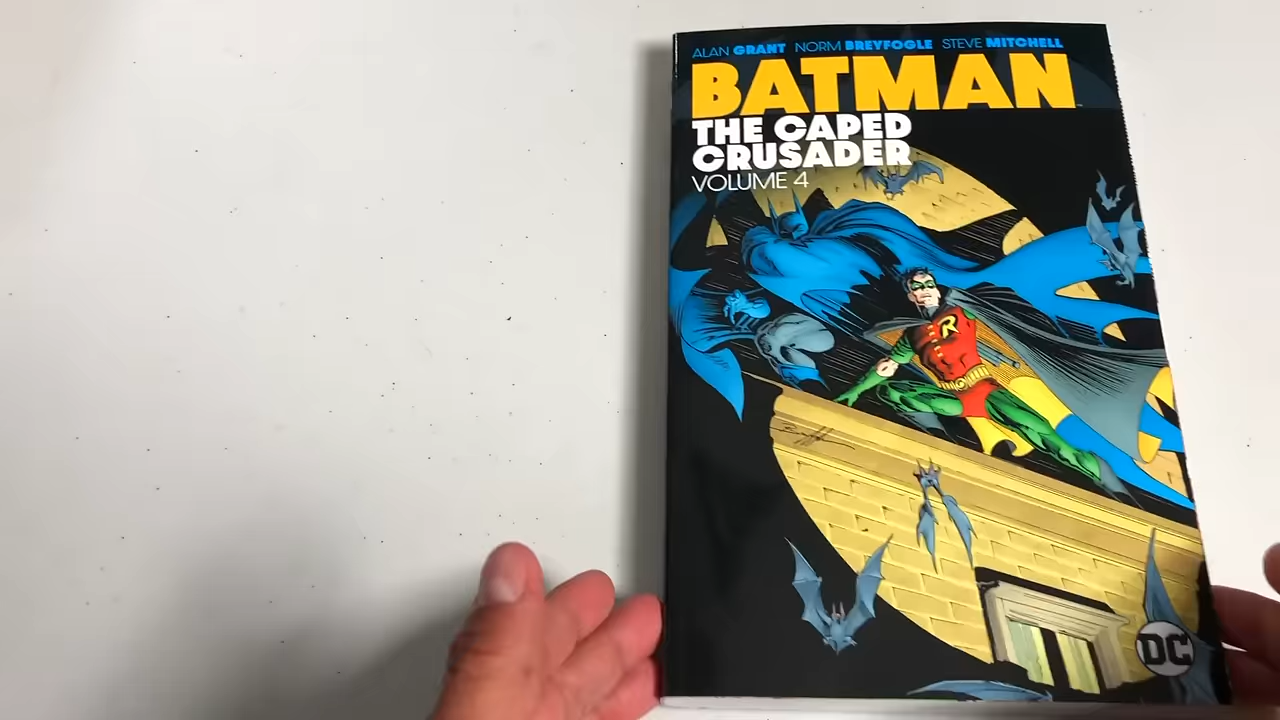 ALAN GRANT NORM BREYFOGLE STEVE MITCHELL
BATMAN
THE CAPED
CRUSADER
VOLUME 4
R
DC